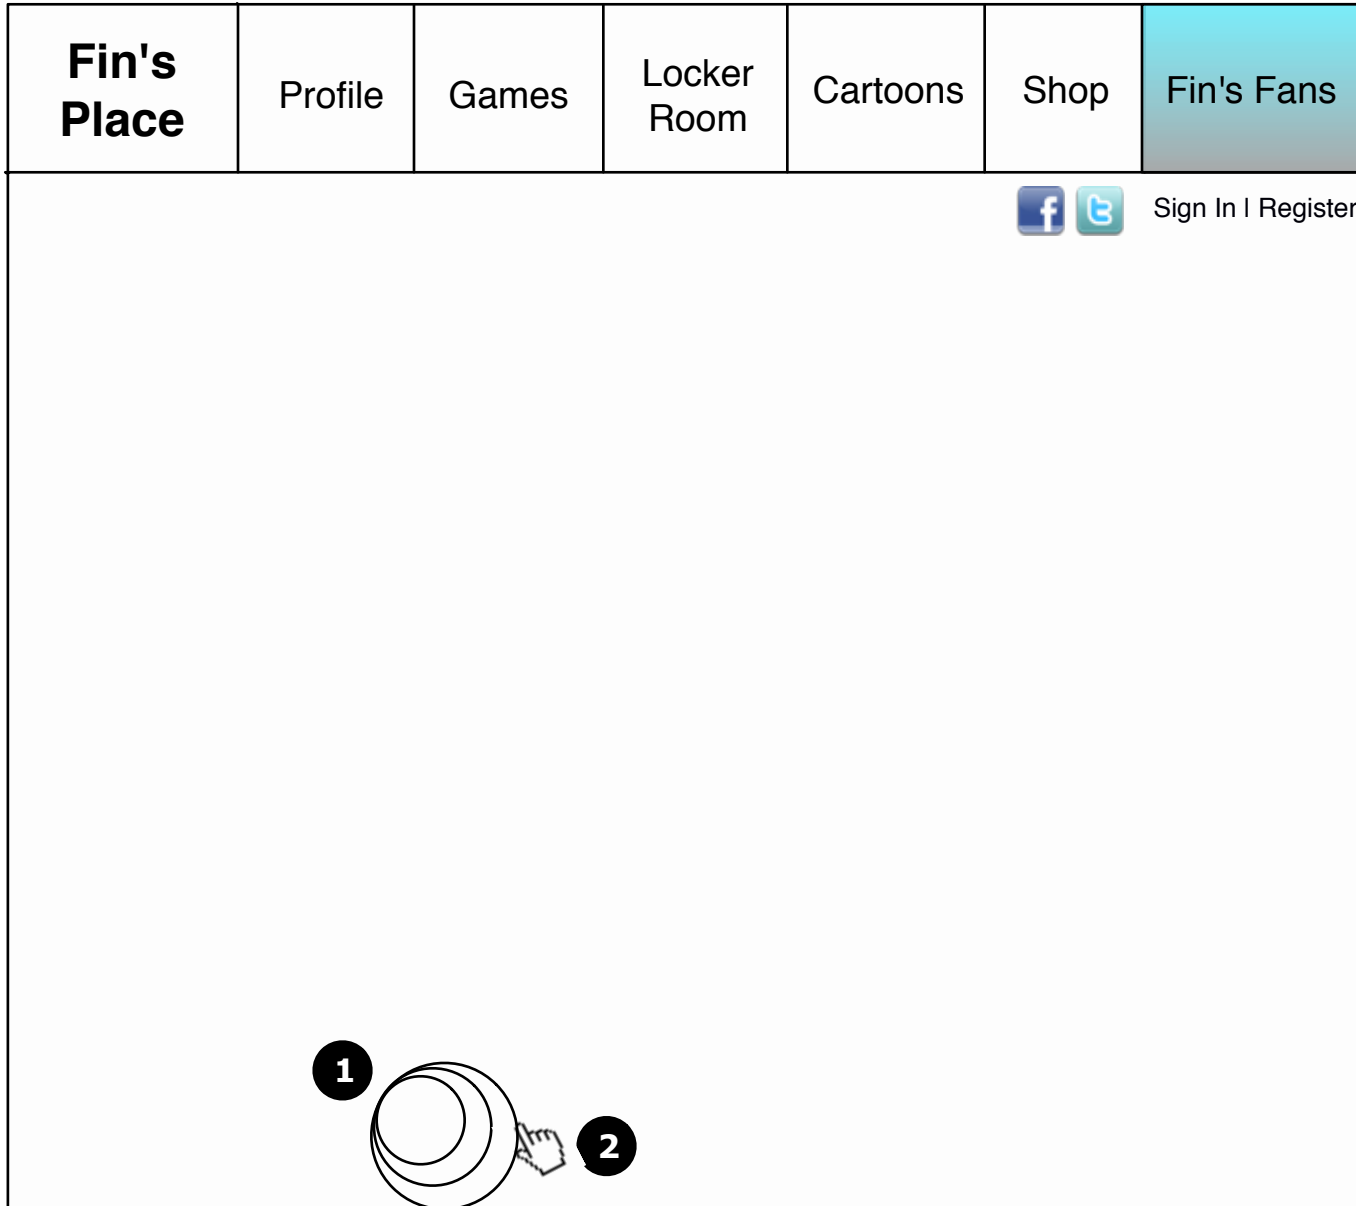 Fin's
Place
Profile
Games
Locker
Room
Cartoons
Shop
Fin's Fans
f
t
Sign In | Register
1
2